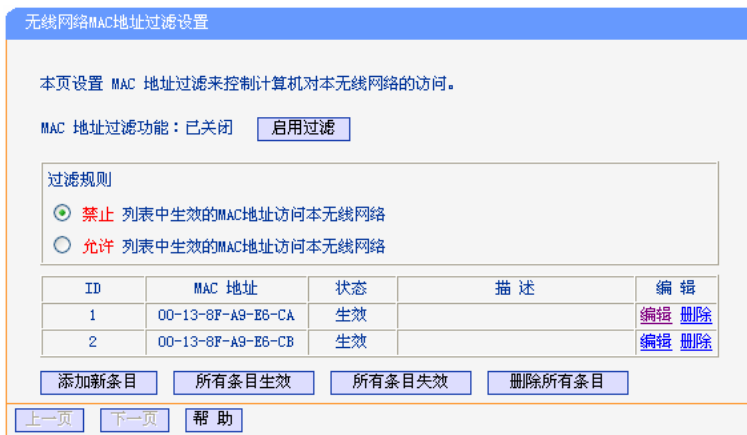 无线网络MAC地址过滤设置
本页设置 MAC 地址过滤来控制计算机对本无线网络的访问。
MAC 地址过滤功能：已关闭 启用过滤
过滤规则
禁止 列表中生效的MAC地址访问本无线网络
允许 列表中生效的MAC地址访问本无线网络
ID MAC 地址 状态 描 述 编 辑
1 00-13-8F-A9-E6-CA 生效 编辑 删除
2 00-13-8F-A9-E6-CB 生效 编辑 删除
添加新条目 所有条目生效 所有条目失效 删除所有条目
上一页 下一页 帮 助